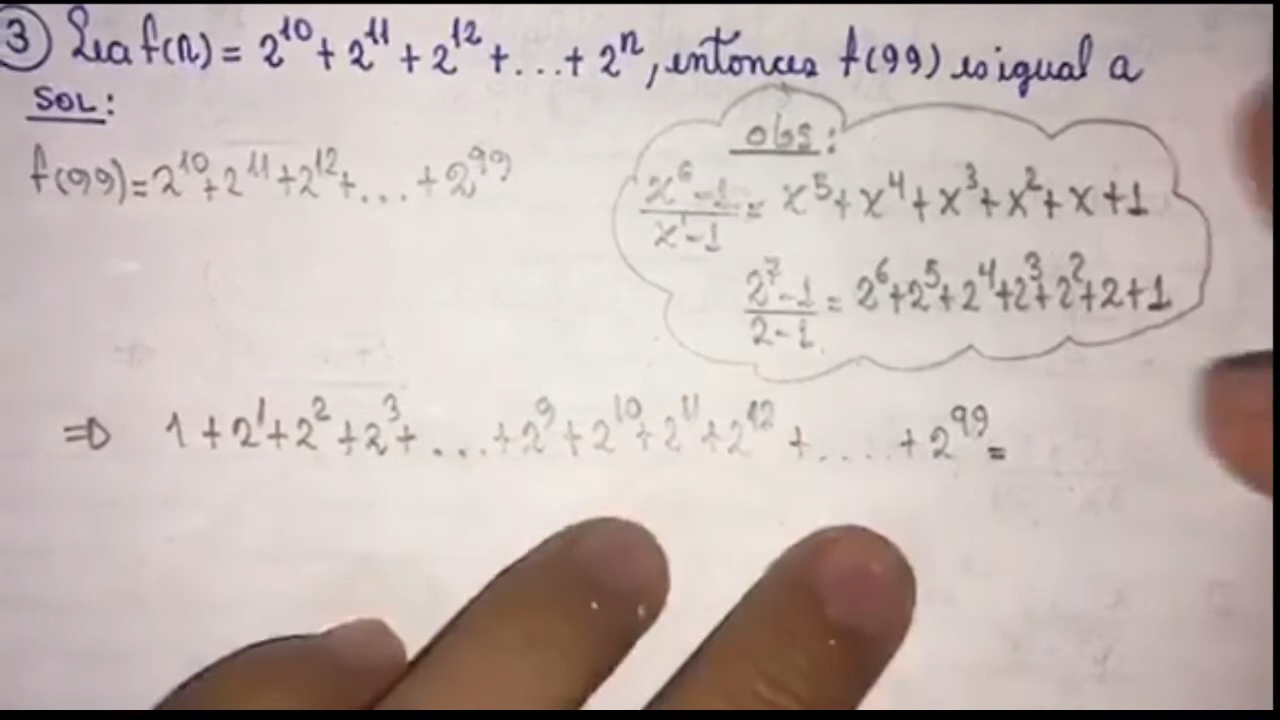 ③ Sea f(n) = 2^10 + 2^11 + 2^12 + ... + 2^n, entonces f(99) es igual a
SOL:
f(99) = 2^10 + 2^11 + 2^12 + ... + 2^99
obs:
x^6-1/x^1-1 = x^5 + x^4 + x^3 + x^2 + x + 1
2^7-1/2-1 = 2^6 + 2^5 + 2^4 + 2^3 + 2^2 + 2 + 1
⇒ 1 + 2^1 + 2^2 + 2^3 + ... + 2^9 + 2^10 + 2^11 + 2^12 + .... + 2^99 =